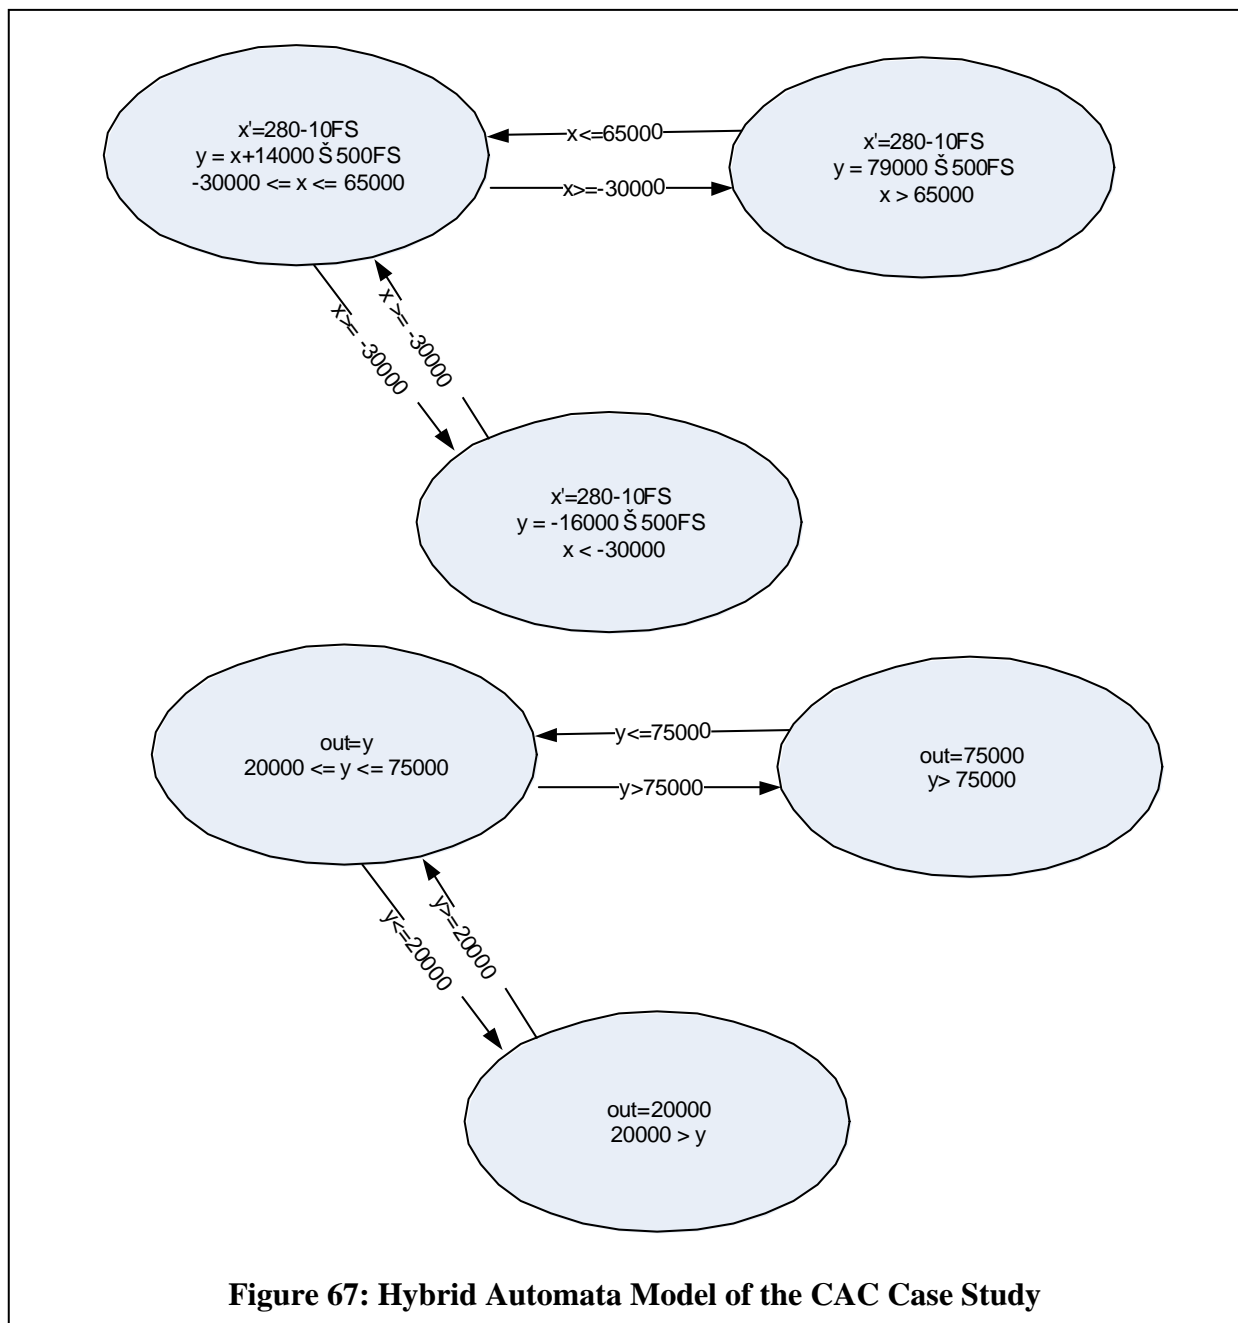 x'=280-10FS
y = x+14000 Š 500FS
-30000 <= x <= 65000
x<=65000
x>=-30000
x'=280-10FS
y = 79000 Š 500FS
x > 65000
x>= -30000
x >= -30000
x'=280-10FS
y = -16000 Š 500FS
x < -30000
out=y
20000 <= y <= 75000
y<=75000
y>75000
out=75000
y> 75000
y<=20000
y>=20000
out=20000
20000 > y
Figure 67: Hybrid Automata Model of the CAC Case Study